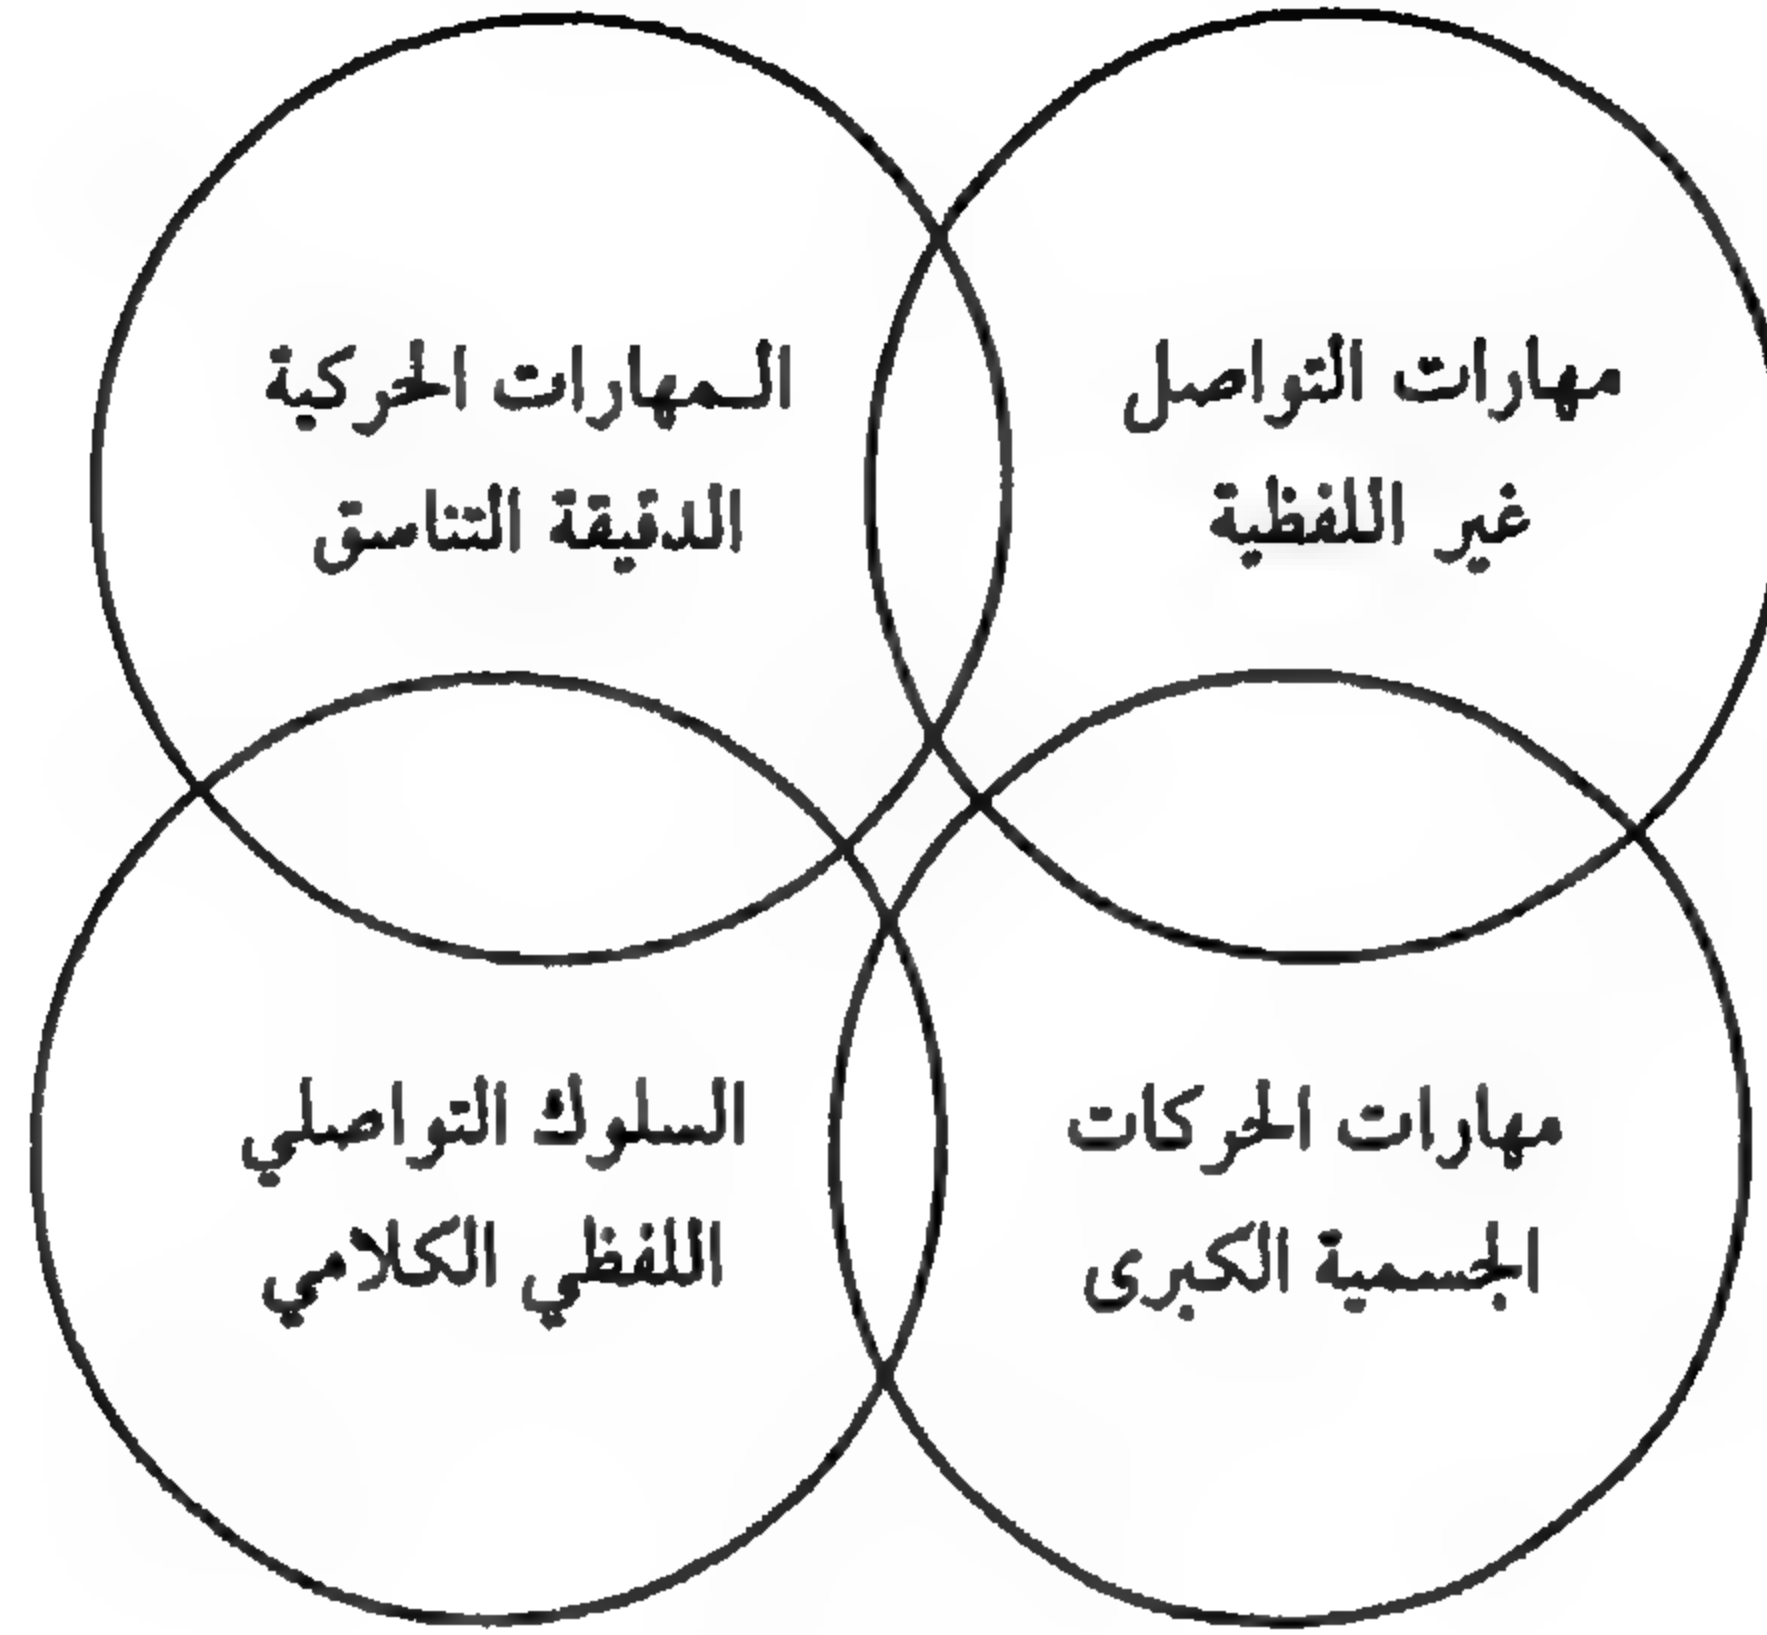 مهارات التواصل
غير اللفظية
المهارات الحركية
الدقيقة التناسق
مهارات الحركات
الجسمية الكبرى
السلوك التواصلي
اللفظي الكلامي